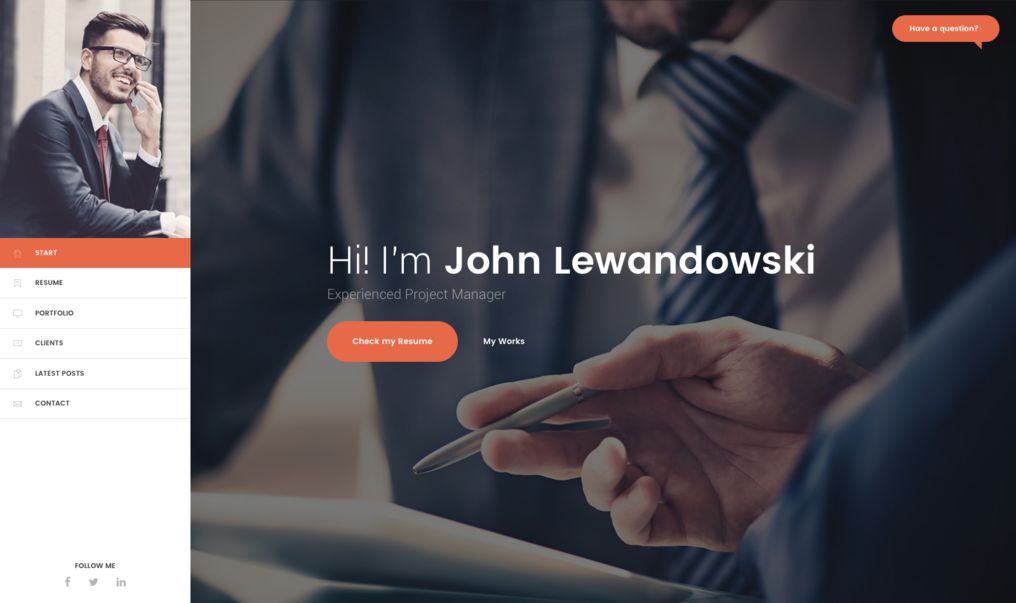 START
RESUME
PORTFOLIO
CLIENTS
LATEST POSTS
CONTACT
FOLLOW ME
Have a question?
Hi! I'm John Lewandowski
Experienced Project Manager
Check my Resume
My Works